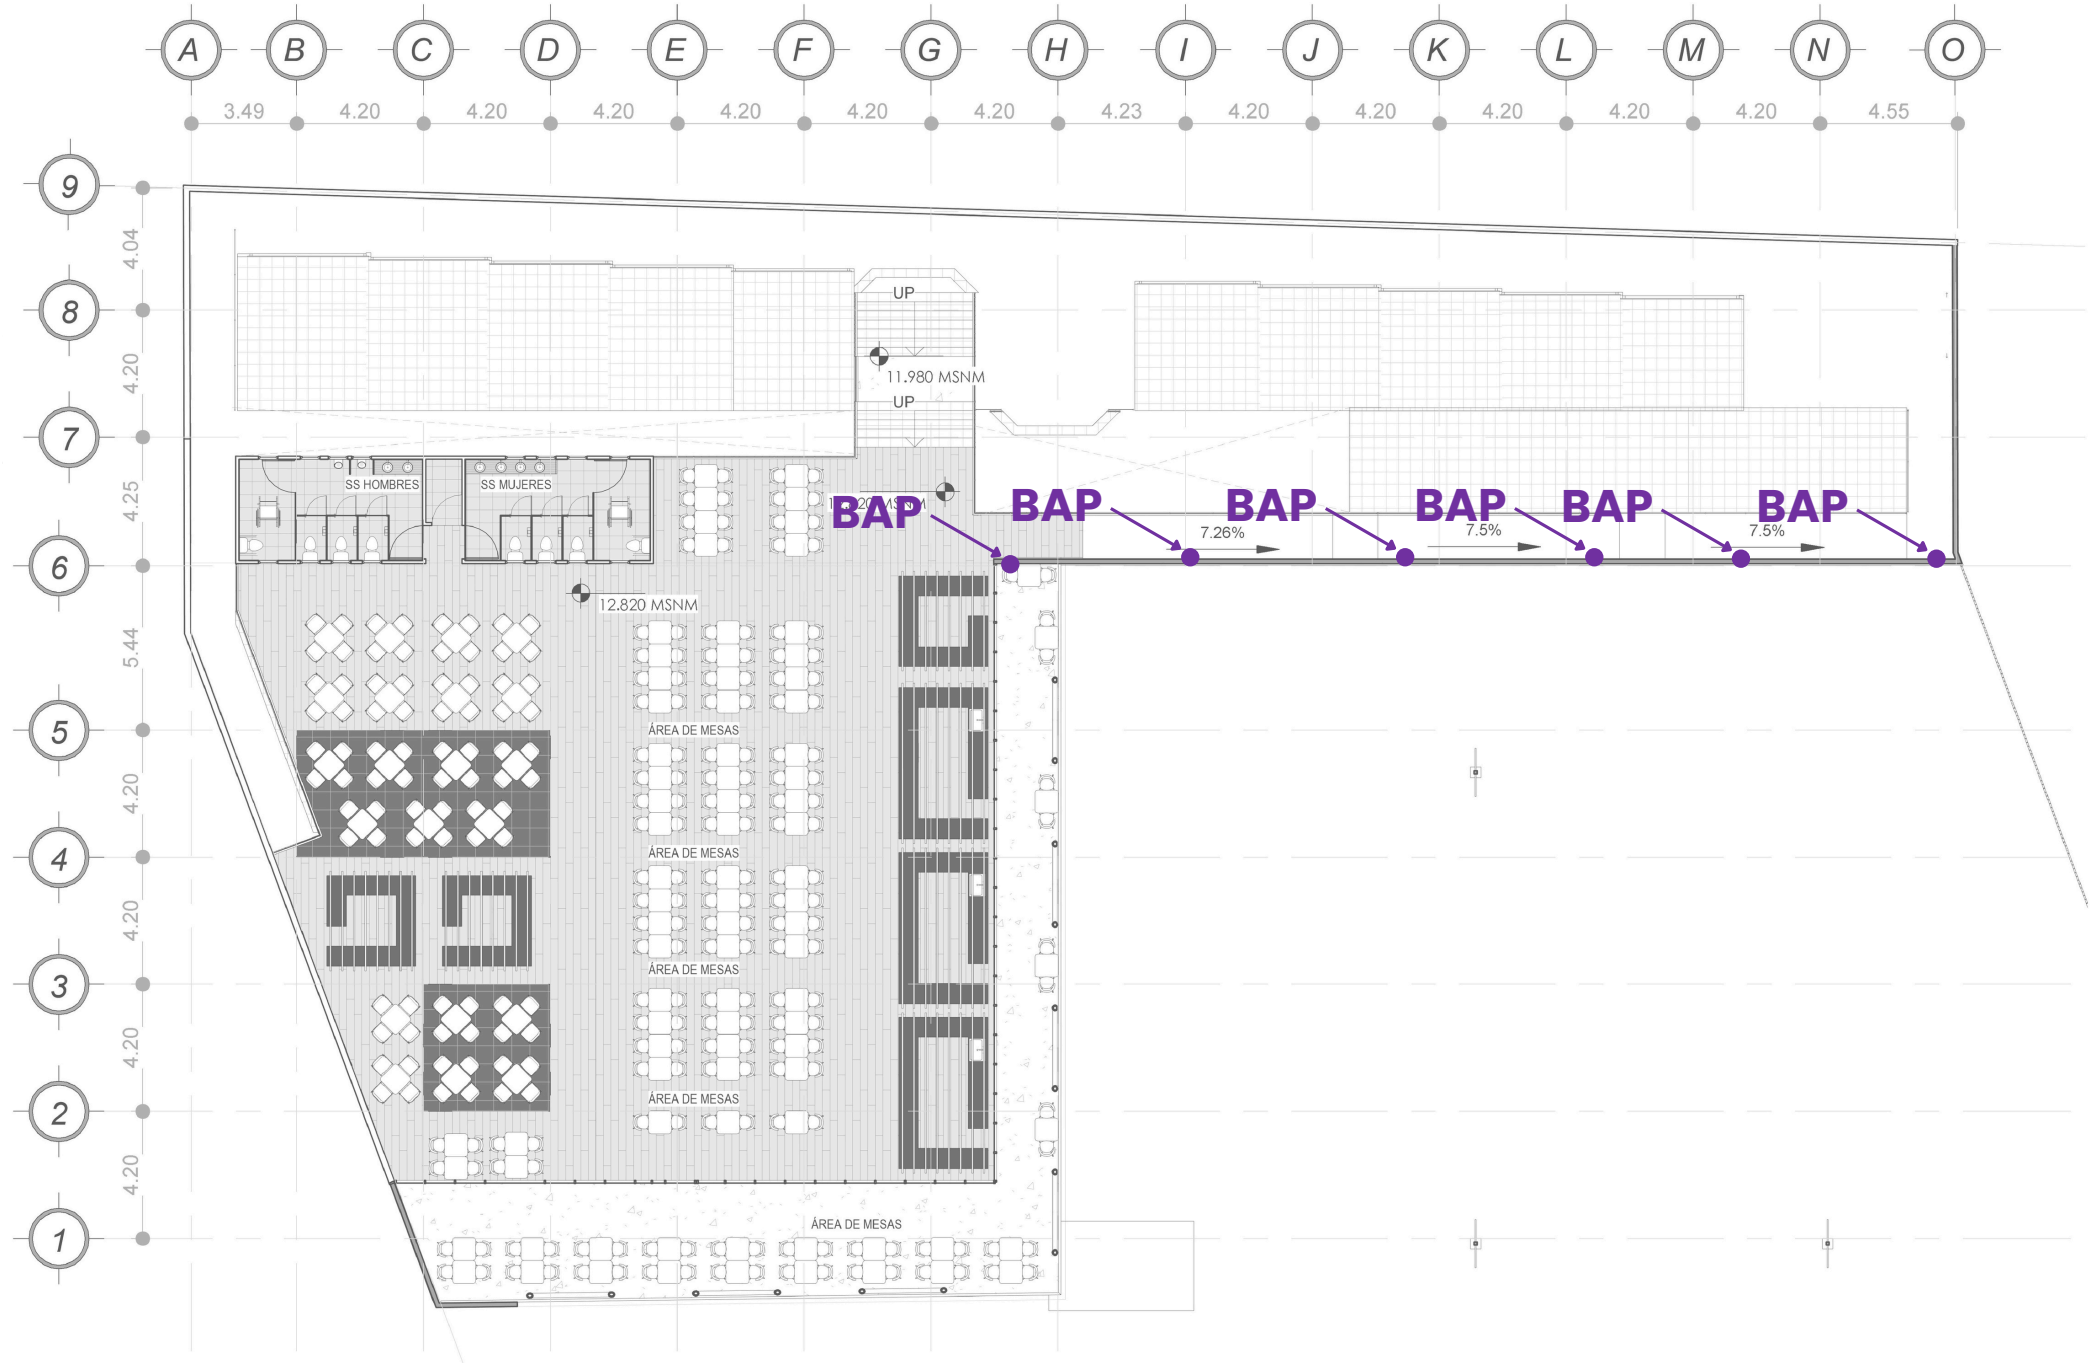 A B C D E F G H I J K L M N O
3.49 4.20 4.20 4.20 4.20 4.20 4.20 4.23 4.20 4.20 4.20 4.20 4.20 4.55
9
4.04
8
UP
4.20
11.980 MSNM
UP
7
SS HOMBRES SS MUJERES
4.25
BAP BAP BAP BAP BAP BAP
7.26% 7.5% 7.5%
6
12.820 MSNM
5.44
5
ÁREA DE MESAS
4.20
4
ÁREA DE MESAS
4.20
3
ÁREA DE MESAS
4.20
2
ÁREA DE MESAS
4.20
1
ÁREA DE MESAS